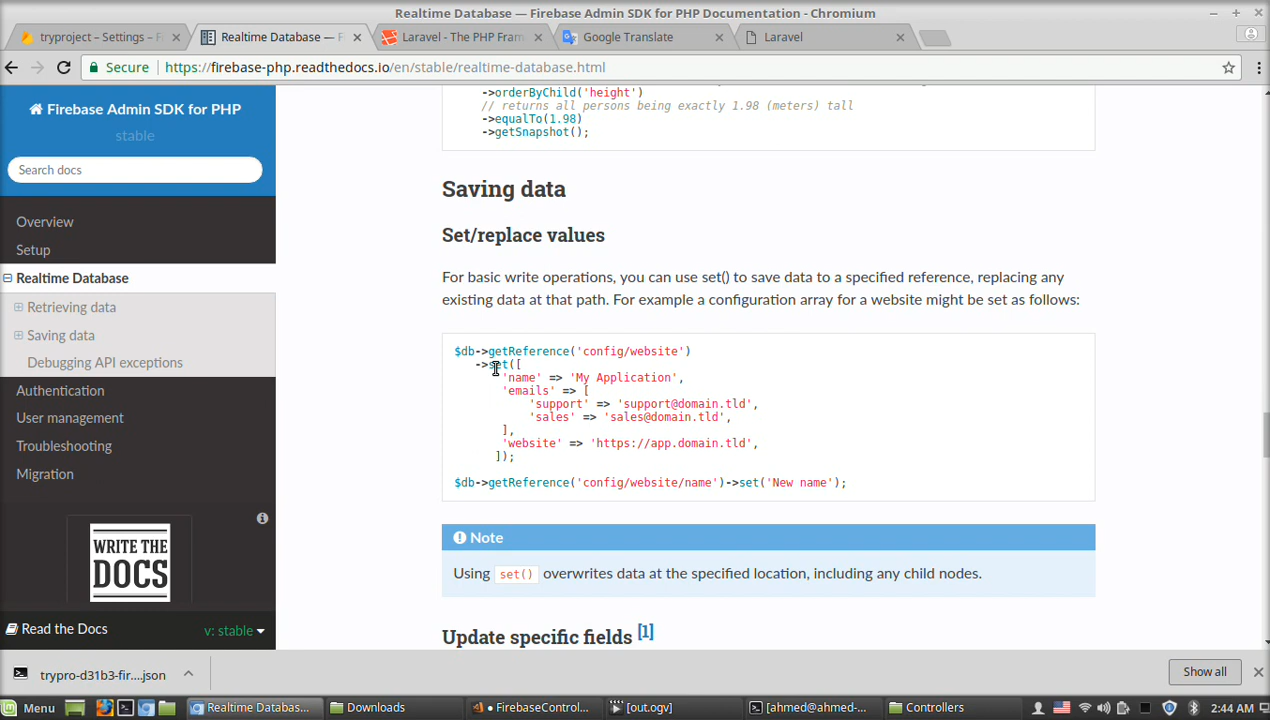 Realtime Database — Firebase Admin SDK for PHP Documentation - Chromium
tryproject – Settings – F
Realtime Database — F
Laravel - The PHP Fram
Google Translate
Laravel
Secure
https://firebase-php.readthedocs.io/en/stable/realtime-database.html
Firebase Admin SDK for PHP
stable
Search docs
Overview
Setup
Realtime Database
Retrieving data
Saving data
Debugging API exceptions
Authentication
User management
Troubleshooting
Migration
WRITE THE
DOCS
Read the Docs
v: stable
->orderByChild('height')
// returns all persons being exactly 1.98 (meters) tall
->equalTo(1.98)
->getSnapshot();
Saving data
Set/replace values
For basic write operations, you can use set() to save data to a specified reference, replacing any
existing data at that path. For example a configuration array for a website might be set as follows:
$db->getReference('config/website')
->set([
'name' => 'My Application',
'emails' => [
'support' => 'support@domain.tld',
'sales' => 'sales@domain.tld',
],
'website' => 'https://app.domain.tld',
]);
$db->getReference('config/website/name')->set('New name');
Note
Using set() overwrites data at the specified location, including any child nodes.
Update specific fields [1]
trypro-d31b3-fir....json
Show all
Menu
Realtime Databas...
Downloads
• FirebaseControl...
[out.ogv]
[ahmed@ahmed-...
Controllers
2:44 AM